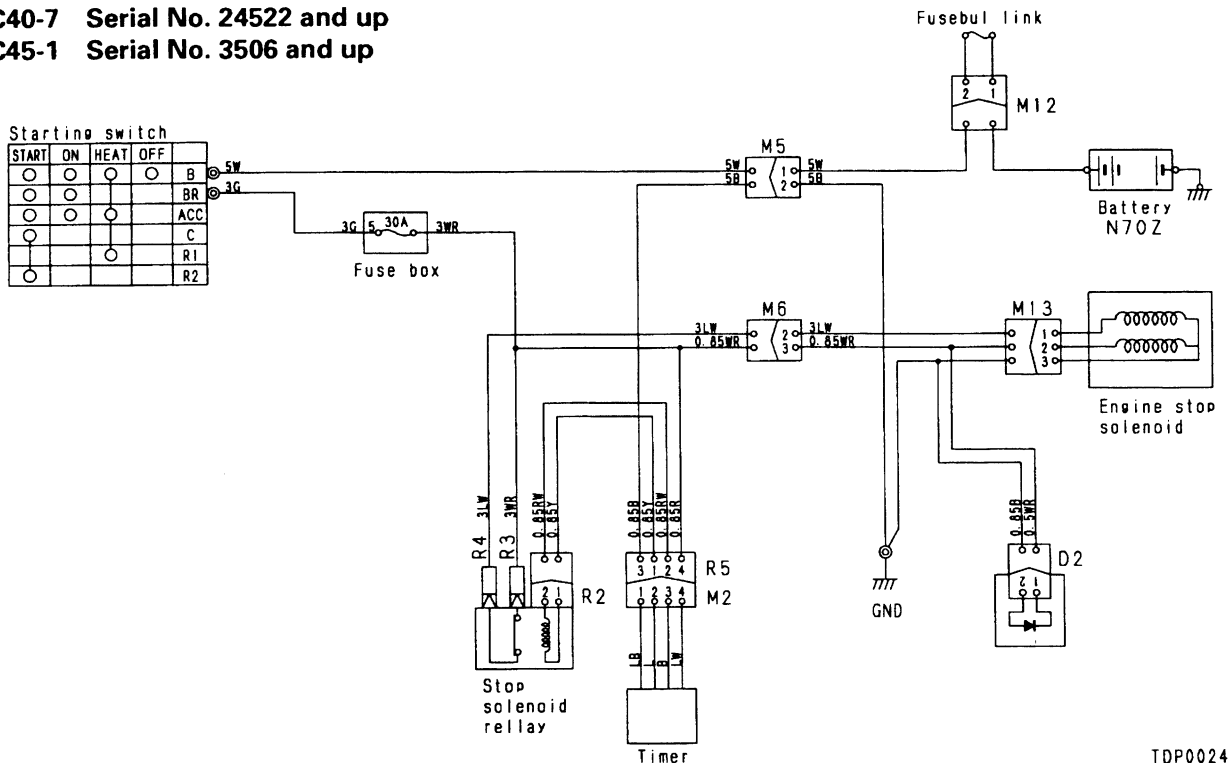 C40-7 Serial No. 24522 and up
C45-1 Serial No. 3506 and up
Fusebul link
2 1
M12
Starting switch
START ON HEAT OFF
B
BR
ACC
C
R1
R2
5W
3G
3G 5 30A 3WR
Fuse box
M5
5W 1 5W
5B 2 5B
Battery
N70Z
M6
3LW 2 3LW
0.85WR 3 0.85WR
M13
1
2
3
Engine stop
solenoid
3LW
3WR
0.85RW
0.85Y
0.85B
0.85Y
0.85RW
0.85R
0.85B
0.5WR
R4
R3
2 1
R2
3 1 2 4
R5
1 2 3 4
M2
LB
L
B
LW
GND
D2
2 1
Stop
solenoid
rellay
Timer
TDP0024